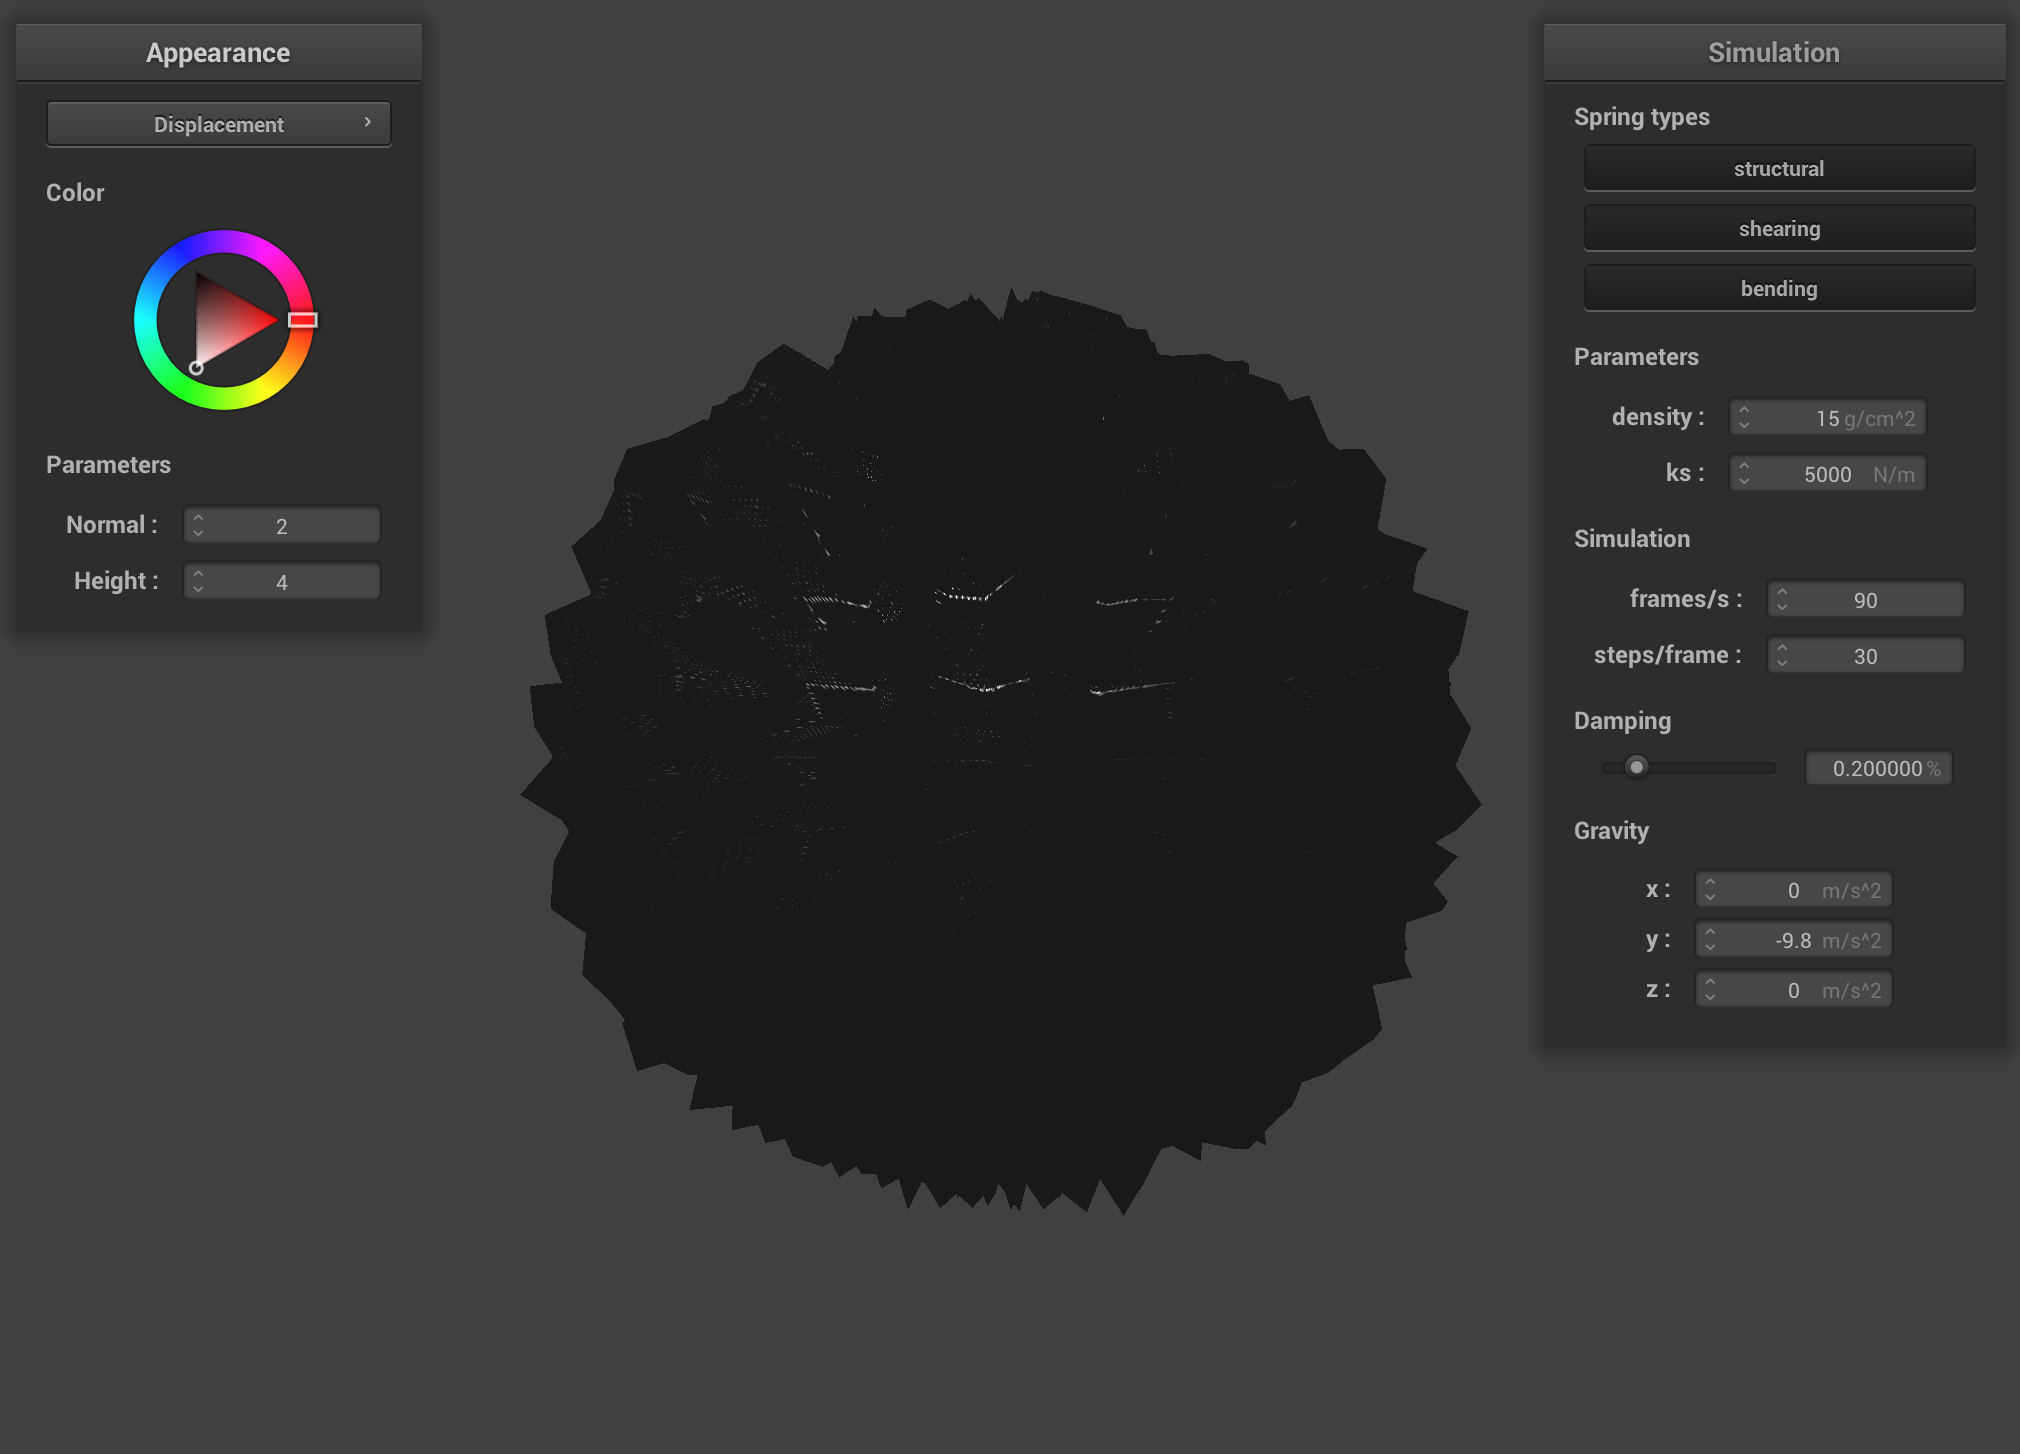 Appearance
Displacement
Color
Parameters
Normal : 2
Height : 4
Simulation
Spring types
structural
shearing
bending
Parameters
density : 15 g/cm^2
ks : 5000 N/m
Simulation
frames/s : 90
steps/frame : 30
Damping
0.200000 %
Gravity
x : 0 m/s^2
y : -9.8 m/s^2
z : 0 m/s^2